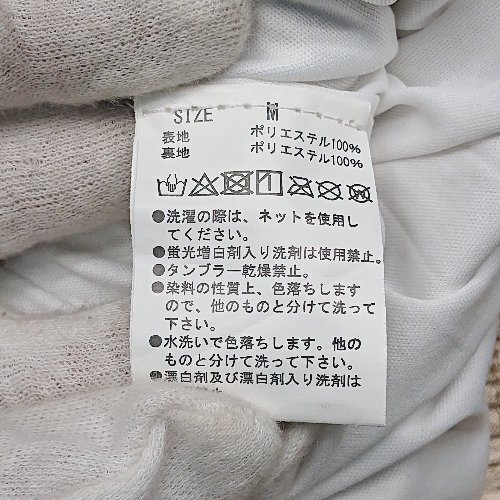 SIZE M
表地 ポリエステル100%
裏地 ポリエステル100%
●洗濯の際は、ネットを使用し
てください。
●蛍光増白剤入り洗剤は使用禁止。
●タンブラー乾燥禁止。
●染料の性質上、色落ちします
ので、他のものと分けて洗って
下さい。
●水洗いで色落ちします。他の
ものと分けて洗って下さい。
●漂白剤及び漂白剤入り洗剤は